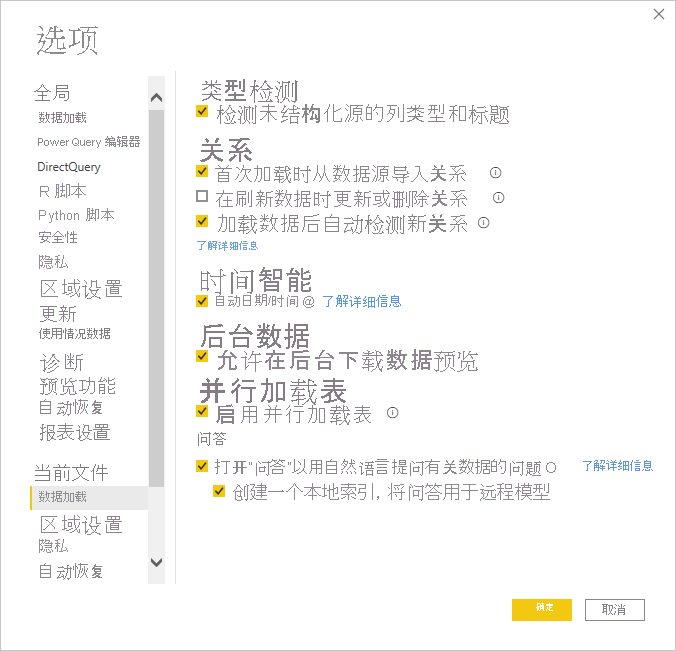 选项
全局
数据加载
Power Query 编辑器
DirectQuery
R 脚本
Python 脚本
安全性
隐私
区域设置
更新
使用情况数据
诊断
预览功能
自动恢复
报表设置
当前文件
数据加载
区域设置
隐私
自动恢复
类型检测
检测未结构化源的列类型和标题
关系
首次加载时从数据源导入关系
在刷新数据时更新或删除关系
加载数据后自动检测新关系
了解详细信息
时间智能
自动日期/时间 @ 了解详细信息
后台数据
允许在后台下载数据预览
并行加载表
启用并行加载表
问答
打开"问答"以用自然语言提问有关数据的问题 O 了解详细信息
创建一个本地索引, 将问答用于远程模型
确定 取消